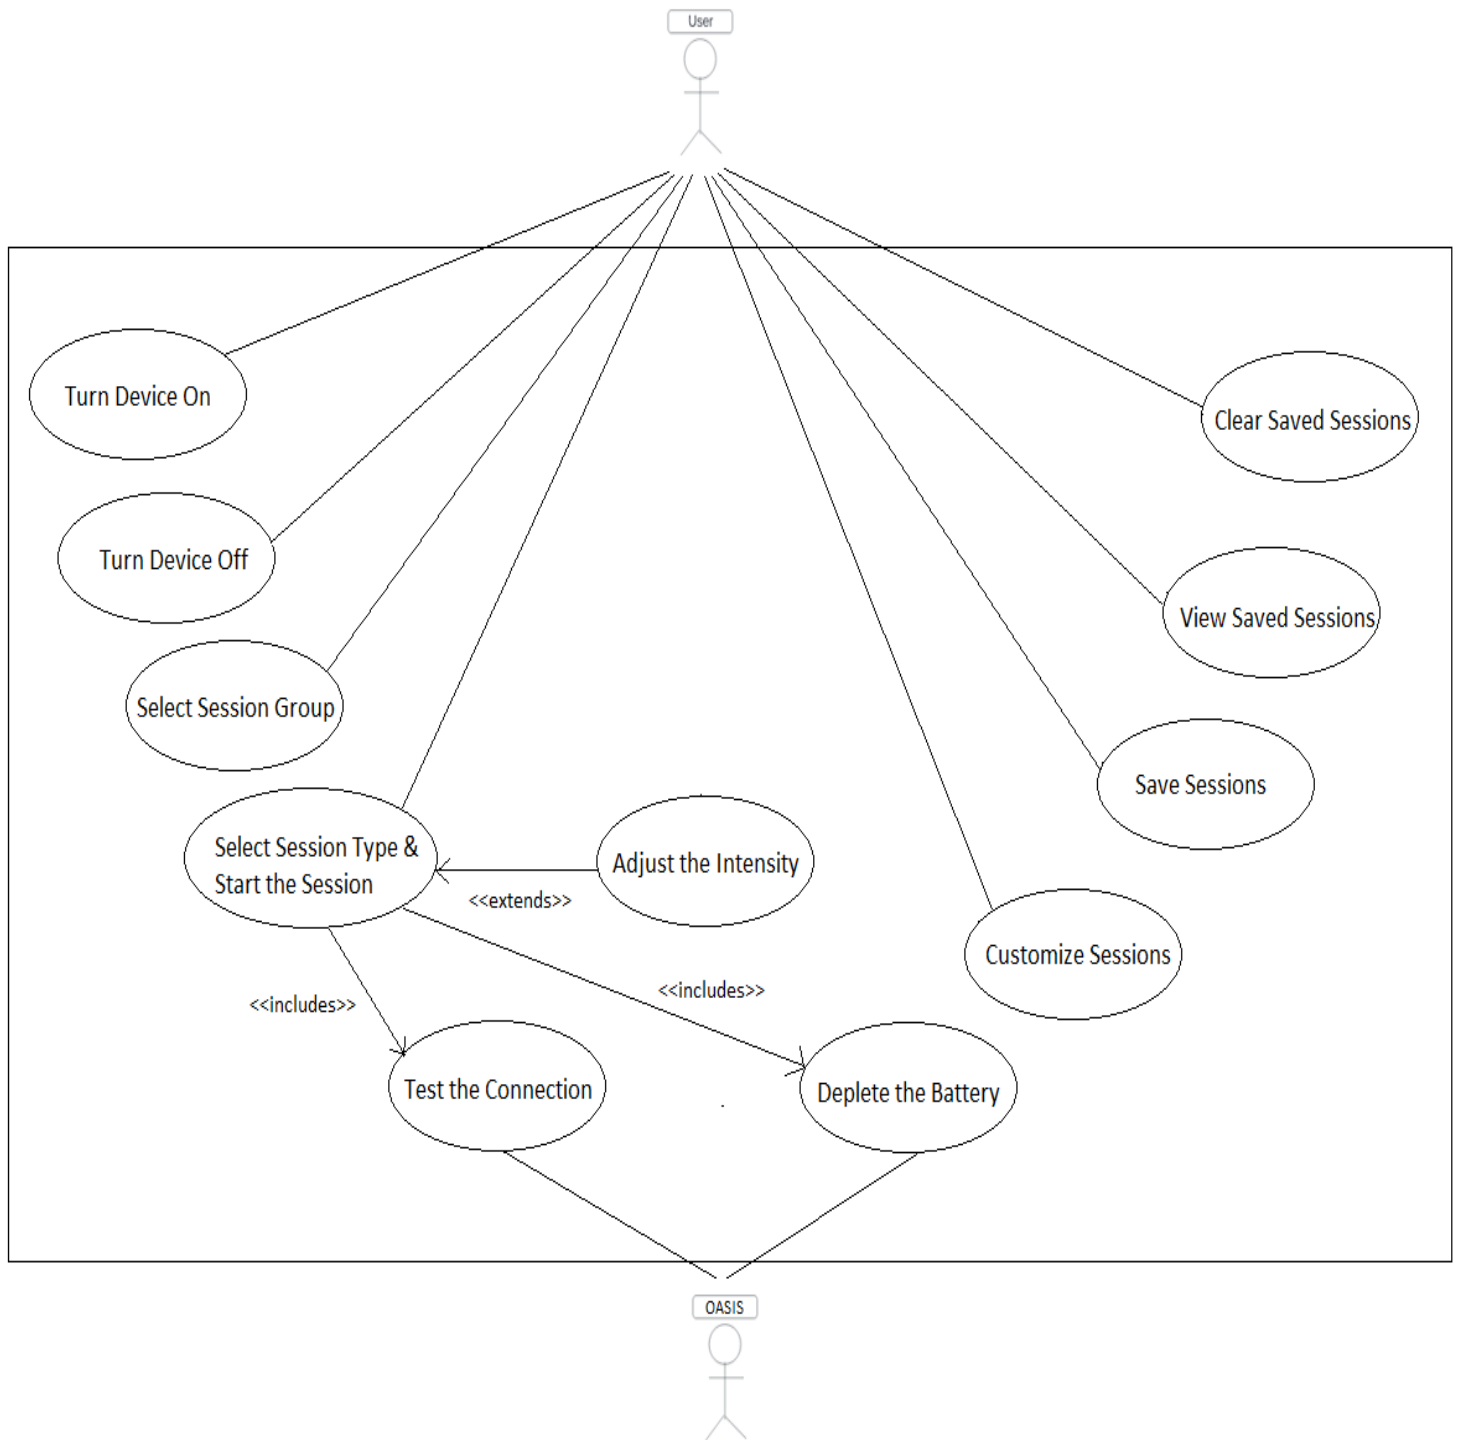 User
Turn Device On
Clear Saved Sessions
Turn Device Off
View Saved Sessions
Select Session Group
Save Sessions
Select Session Type &
Start the Session
Adjust the Intensity
<<extends>>
Customize Sessions
<<includes>>
<<includes>>
Test the Connection
Deplete the Battery
OASIS